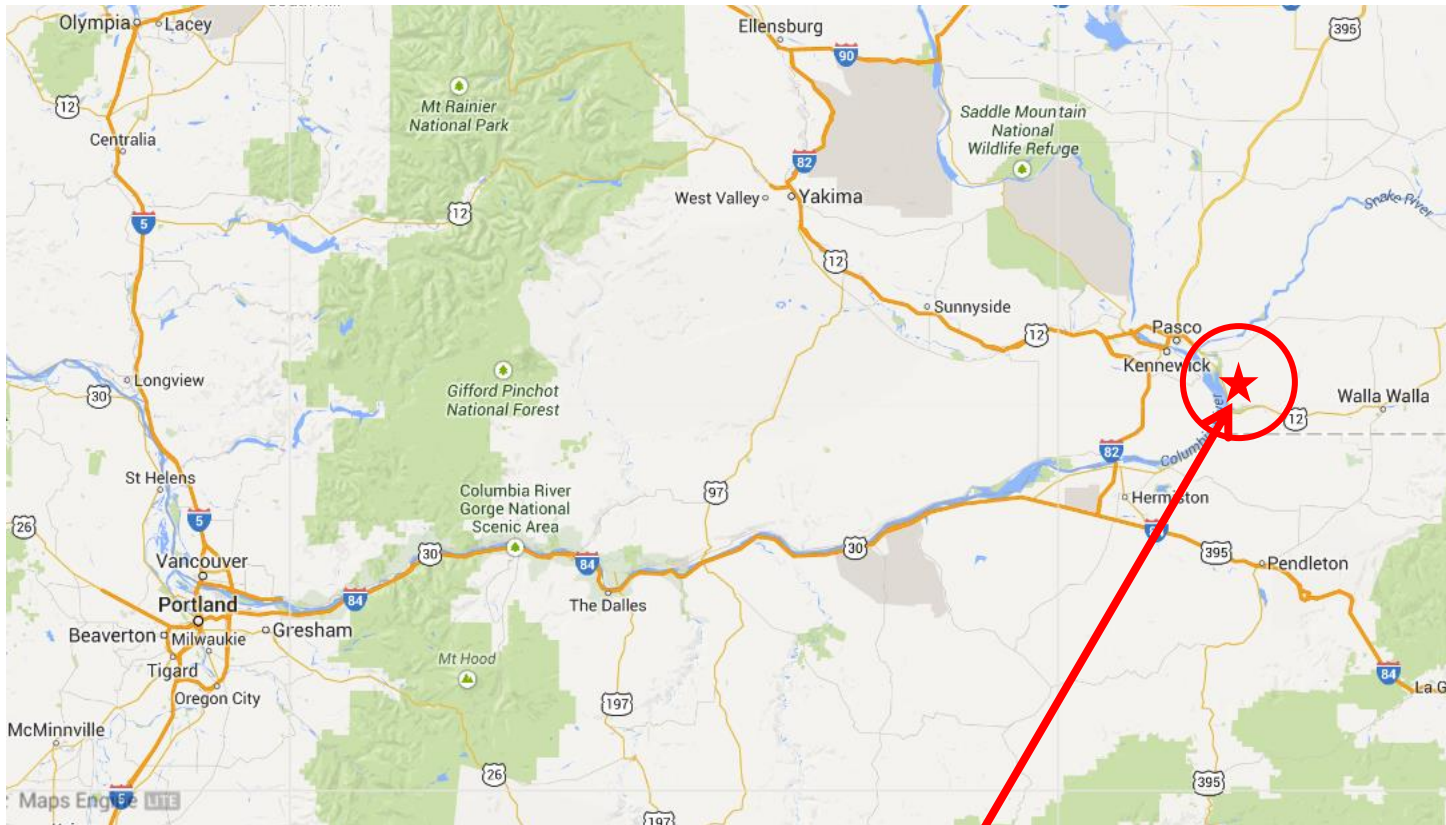 Olympia
Lacey
Ellensburg
395
90
12
Mt Rainier
National Park
Saddle Mountain
National
Wildlife Refuge
Centralia
82
West Valley
Yakima
12
5
Snake River
12
Sunnyside
12
Pasco
Kennewick
Longview
30
Gifford Pinchot
National Forest
Walla Walla
12
82
St Helens
Columbia River
Gorge National
Scenic Area
97
Hermiston
26
5
30
30
395
Vancouver
84
Pendleton
Portland
84
The Dalles
Beaverton
Milwaukie
Gresham
Tigard
Mt Hood
84
La G
Oregon City
197
McMinnville
26
395
Maps Engine LITE
5
197